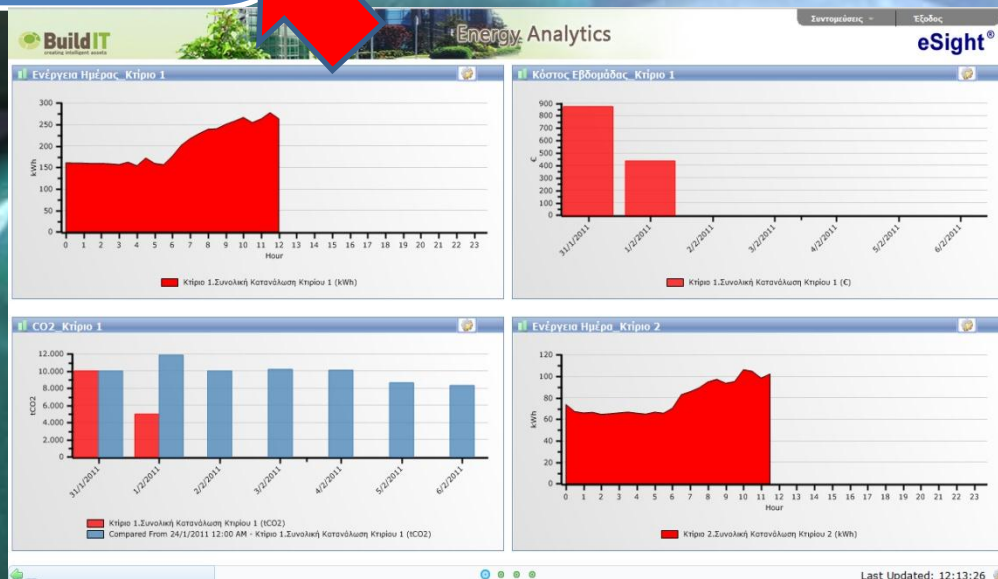 BuildIT
creating intelligent assets
Energy Analytics
Συντομεύσεις
Έξοδος
eSight®
Ενέργεια Ημέρας_Κτίριο 1
300
250
200
150
100
50
0
kWh
0 1 2 3 4 5 6 7 8 9 10 11 12 13 14 15 16 17 18 19 20 21 22 23
Hour
Κτίριο 1.Συνολική Κατανάλωση Κτιρίου 1 (kWh)
Κόστος Εβδομάδας_Κτίριο 1
900
800
700
600
500
400
300
200
100
0
€
31/1/2011 1/2/2011 2/2/2011 3/2/2011 4/2/2011 5/2/2011 6/2/2011
Κτίριο 1.Συνολική Κατανάλωση Κτιρίου 1 (€)
CO2_Κτίριο 1
12.000
10.000
8.000
6.000
4.000
2.000
0
tCO2
31/1/2011 1/2/2011 2/2/2011 3/2/2011 4/2/2011 5/2/2011 6/2/2011
Κτίριο 1.Συνολική Κατανάλωση Κτιρίου 1 (tCO2)
Compared From 24/1/2011 12:00 AM - Κτίριο 1.Συνολική Κατανάλωση Κτιρίου 1 (tCO2)
Ενέργεια Ημέρα_Κτίριο 2
120
100
80
60
40
20
0
kWh
0 1 2 3 4 5 6 7 8 9 10 11 12 13 14 15 16 17 18 19 20 21 22 23
Hour
Κτίριο 2.Συνολική Κατανάλωση Κτιρίου 2 (kWh)
Last Updated: 12:13:26